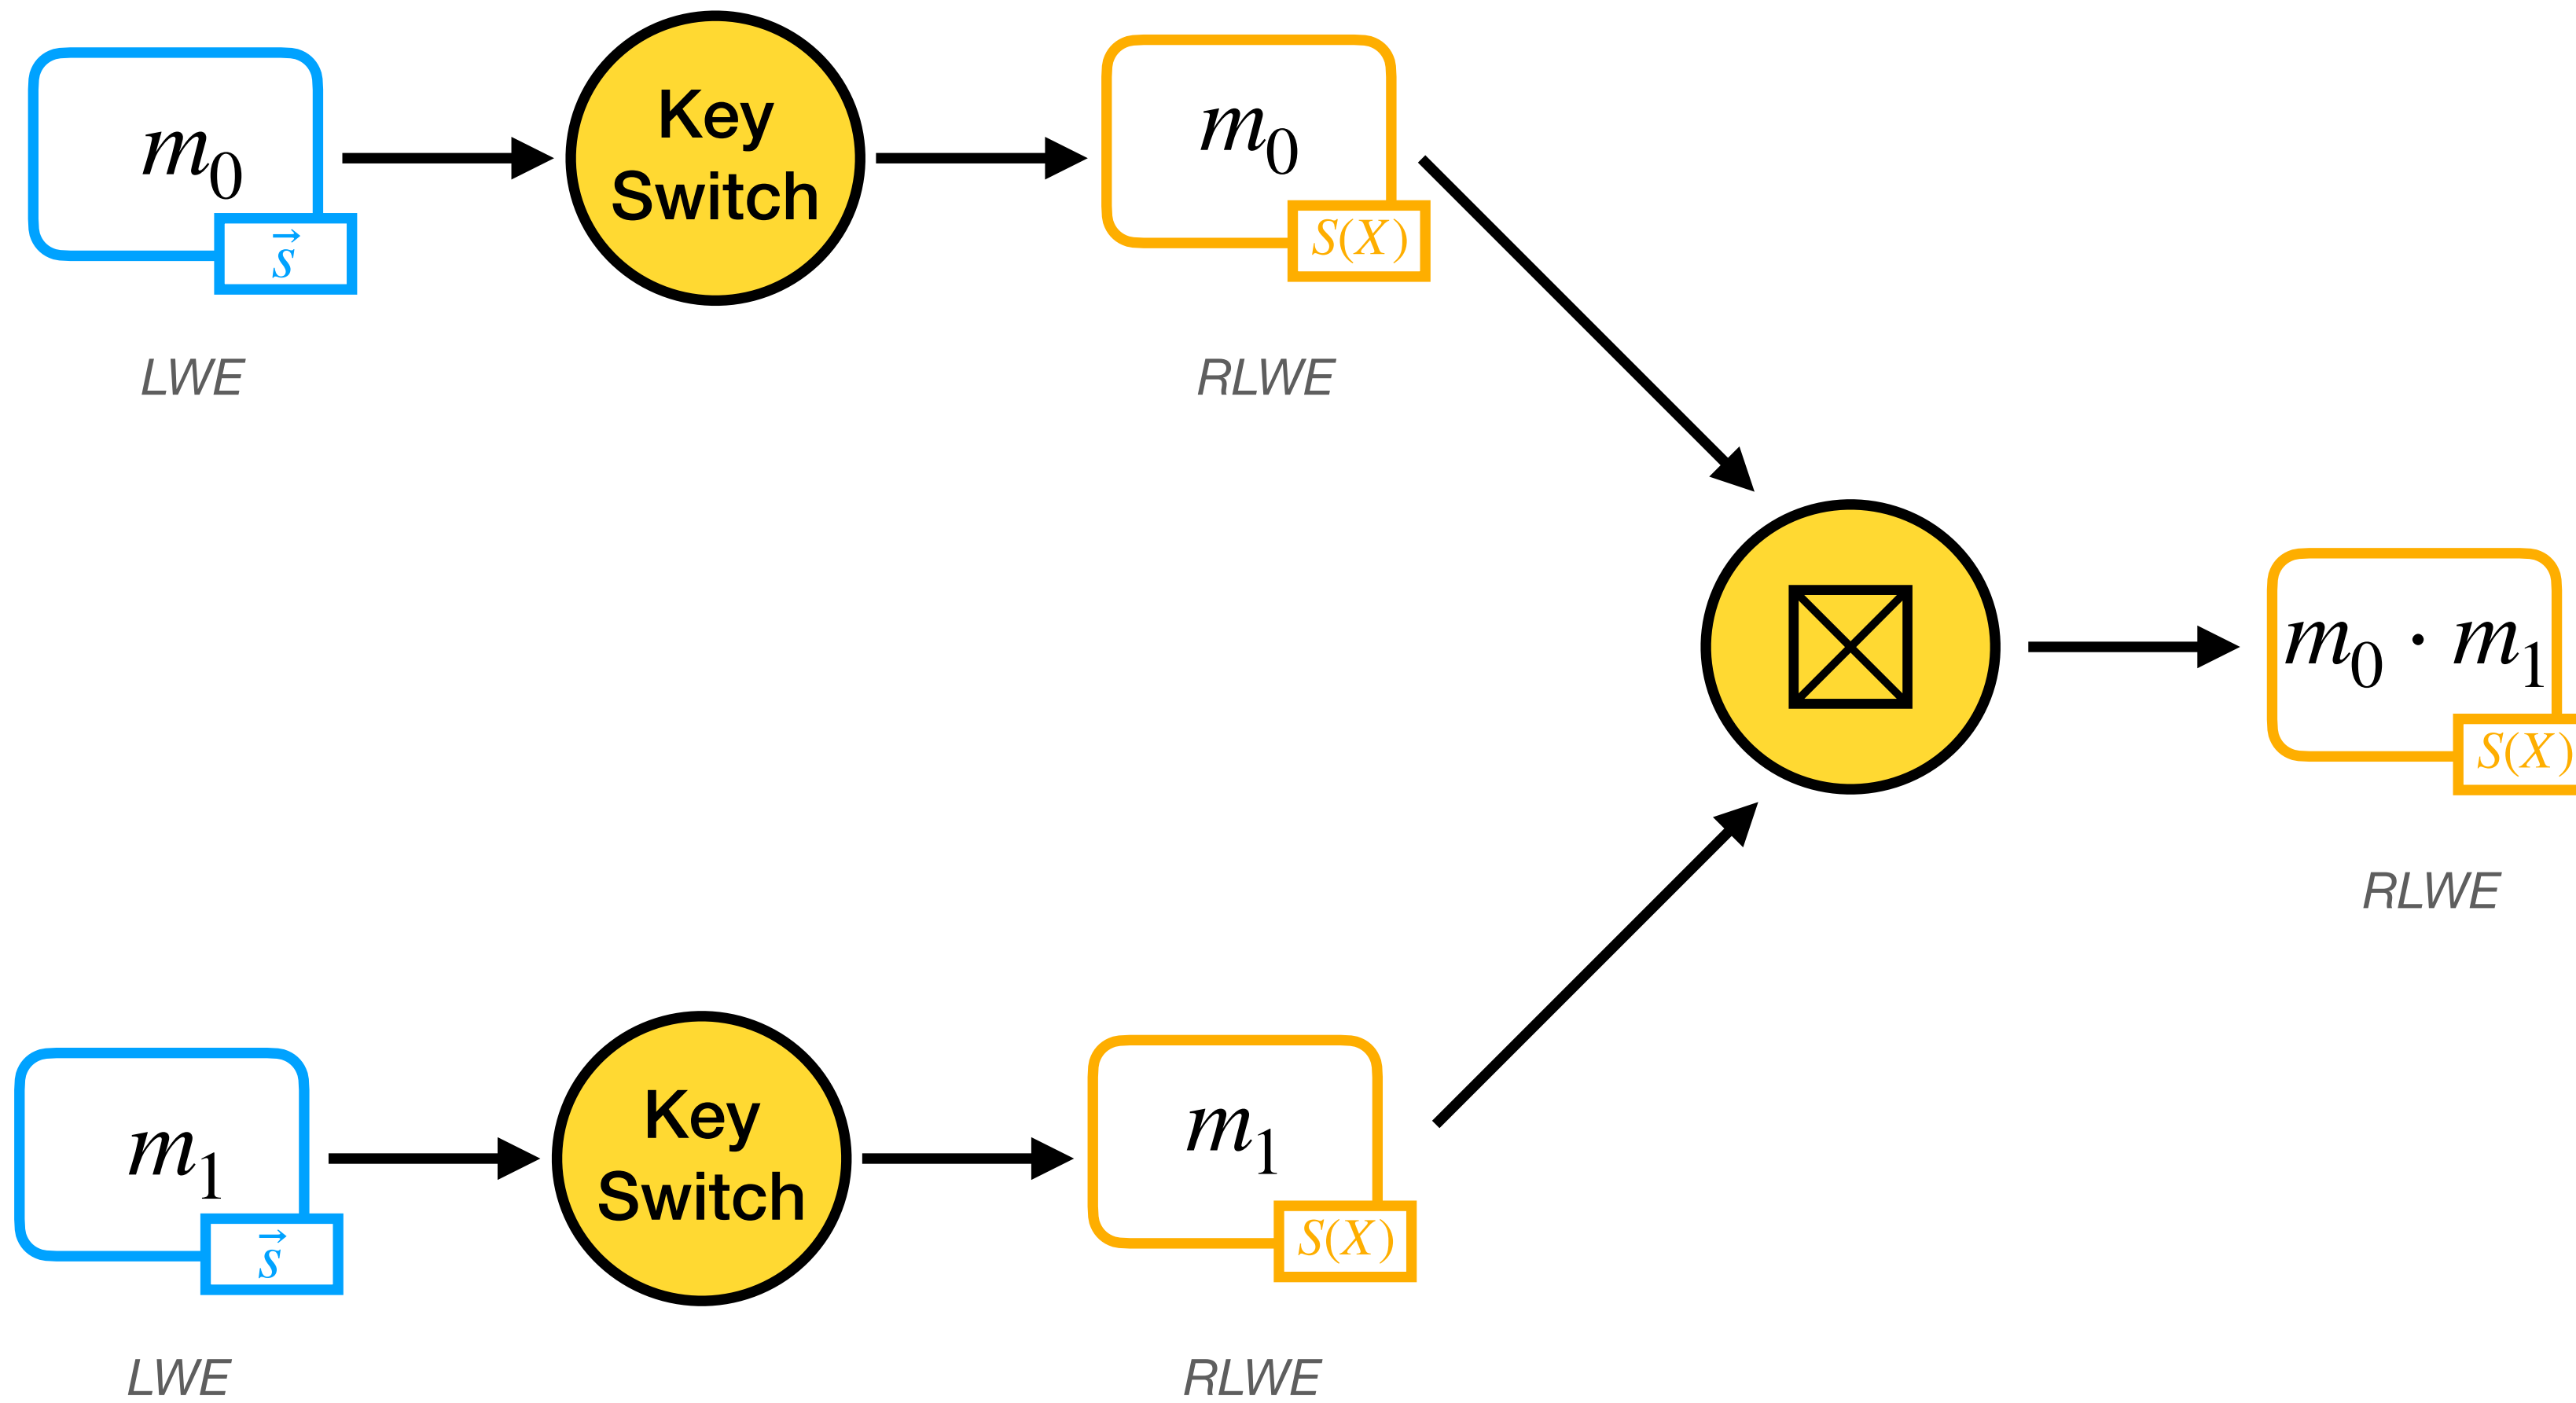 m₀
s⃗
LWE
Key
Switch
m₀
S(X)
RLWE
m₀ · m₁
S(X)
RLWE
m₁
s⃗
LWE
Key
Switch
m₁
S(X)
RLWE